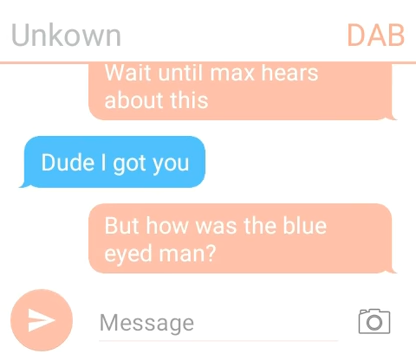 Unkown
DAB
Wait until max hears
about this
Dude I got you
But how was the blue
eyed man?
Message